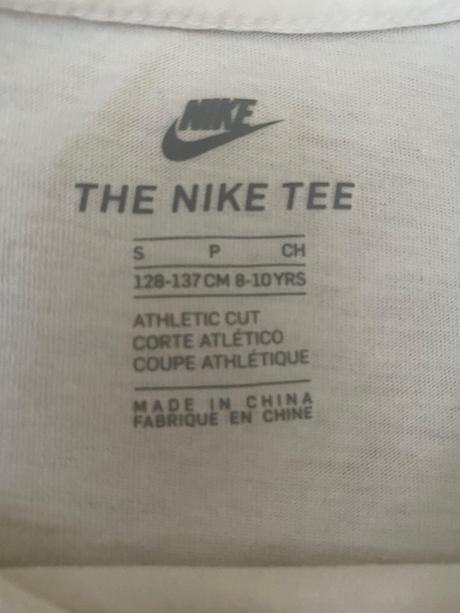 NIKE
THE NIKE TEE
S P CH
128-137 CM 8-10 YRS
ATHLETIC CUT
CORTE ATLÉTICO
COUPE ATHLÉTIQUE
MADE IN CHINA
FABRIQUE EN CHINE